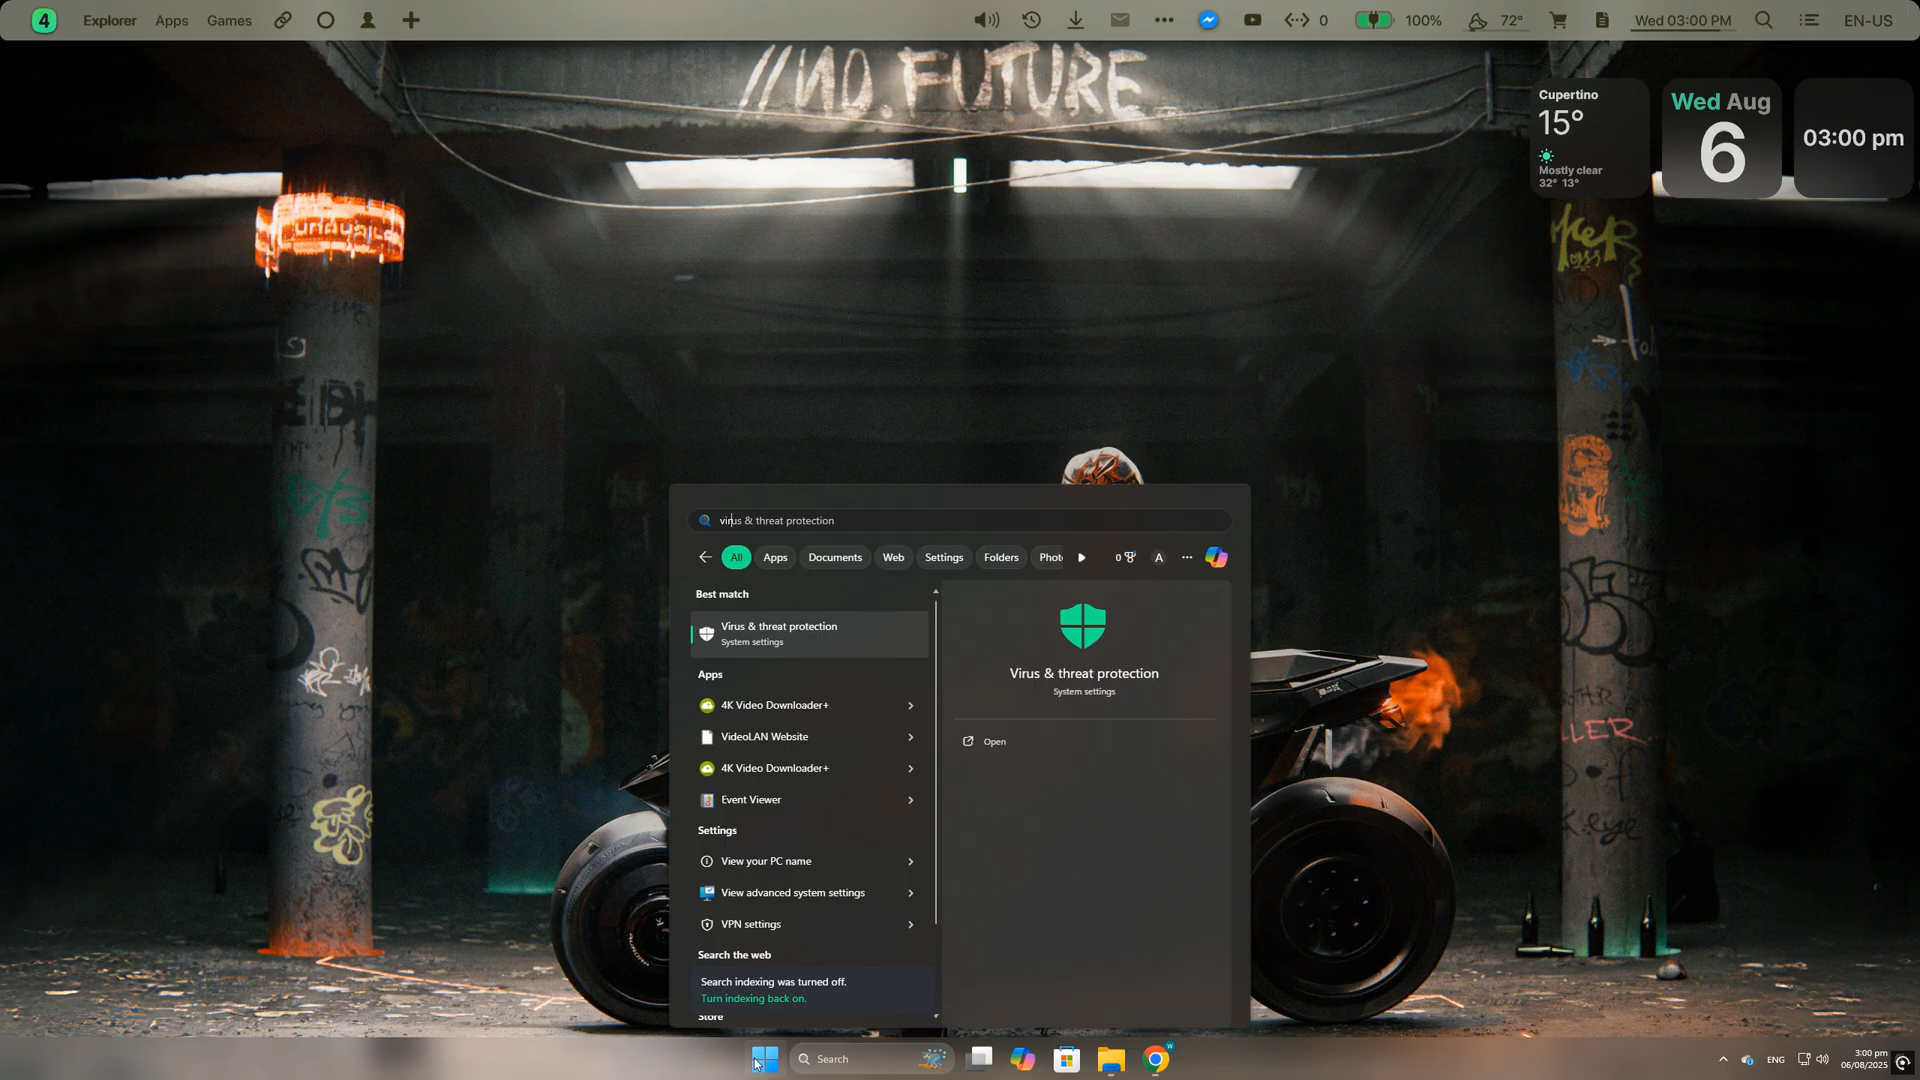 4 Explorer Apps Games 0 100% 72° Wed 03:00 PM EN-US
//NO.FUTURE.
Cupertino
15°
Mostly clear
32° 13°
Wed Aug
6
03:00 pm
virus & threat protection
All Apps Documents Web Settings Folders Phot 0 A
Best match
Virus & threat protection
System settings
Apps
4K Video Downloader+
VideoLAN Website
4K Video Downloader+
Event Viewer
Settings
View your PC name
View advanced system settings
VPN settings
Search the web
Search indexing was turned off.
Turn indexing back on.
Store
Virus & threat protection
System settings
Open
LLER
Search
ENG
3:00 pm
06/08/2025